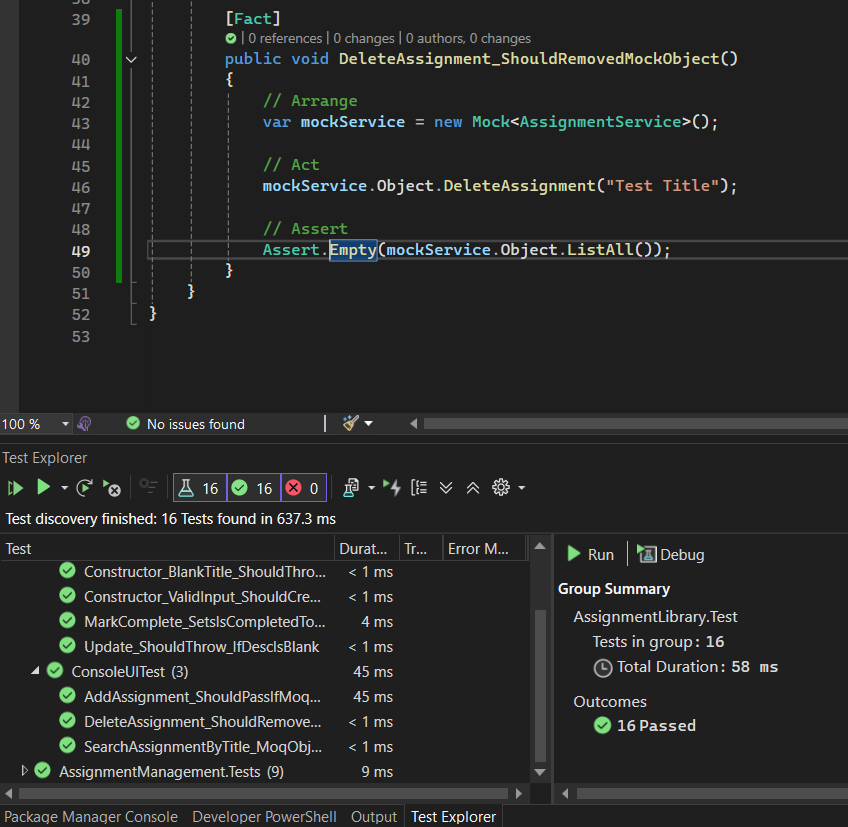 39 [Fact]
| 0 references | 0 changes | 0 authors, 0 changes
40 public void DeleteAssignment_ShouldRemovedMockObject()
41 {
42 // Arrange
43 var mockService = new Mock<AssignmentService>();
44
45 // Act
46 mockService.Object.DeleteAssignment("Test Title");
47
48 // Assert
49 Assert.Empty(mockService.Object.ListAll());
50 }
51 }
52 }
53
100 % No issues found
Test Explorer
16 16 0
Test discovery finished: 16 Tests found in 637.3 ms
Test Durat... Tr... Error M...
Constructor_BlankTitle_ShouldThro... < 1 ms
Constructor_ValidInput_ShouldCre... < 1 ms
MarkComplete_SetsIsCompletedTo... 4 ms
Update_ShouldThrow_IfDescIsBlank < 1 ms
ConsoleUITest (3) 45 ms
AddAssignment_ShouldPassIfMoq... 45 ms
DeleteAssignment_ShouldRemove... < 1 ms
SearchAssignmentByTitle_MoqObj... < 1 ms
AssignmentManagement.Tests (9) 9 ms
Run Debug
Group Summary
AssignmentLibrary.Test
Tests in group: 16
Total Duration: 58 ms
Outcomes
16 Passed
Package Manager Console Developer PowerShell Output Test Explorer